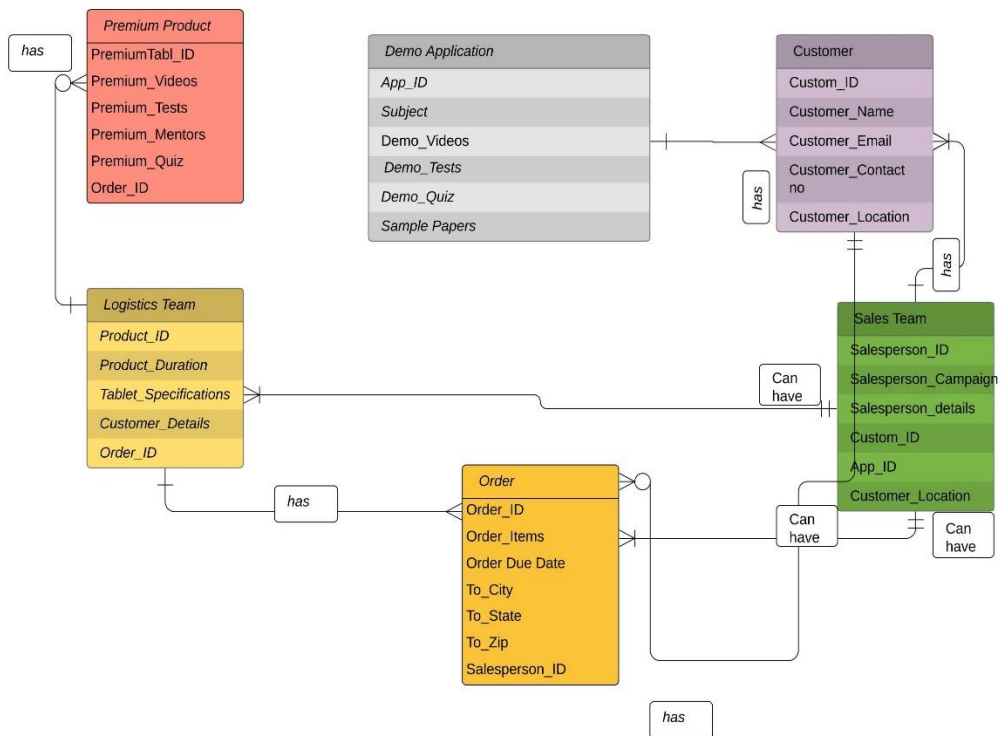 has
Premium Product
PremiumTabl_ID
Premium_Videos
Premium_Tests
Premium_Mentors
Premium_Quiz
Order_ID
Demo Application
App_ID
Subject
Demo_Videos
Demo_Tests
Demo_Quiz
Sample Papers
Customer
Custom_ID
Customer_Name
Customer_Email
Customer_Contact
no
Customer_Location
has
has
Logistics Team
Product_ID
Product_Duration
Tablet_Specifications
Customer_Details
Order_ID
Can
have
Sales Team
Salesperson_ID
Salesperson_Campaign
Salesperson_details
Custom_ID
App_ID
Customer_Location
has
Order
Order_ID
Order_Items
Order Due Date
To_City
To_State
To_Zip
Salesperson_ID
Can
have
Can
have
has